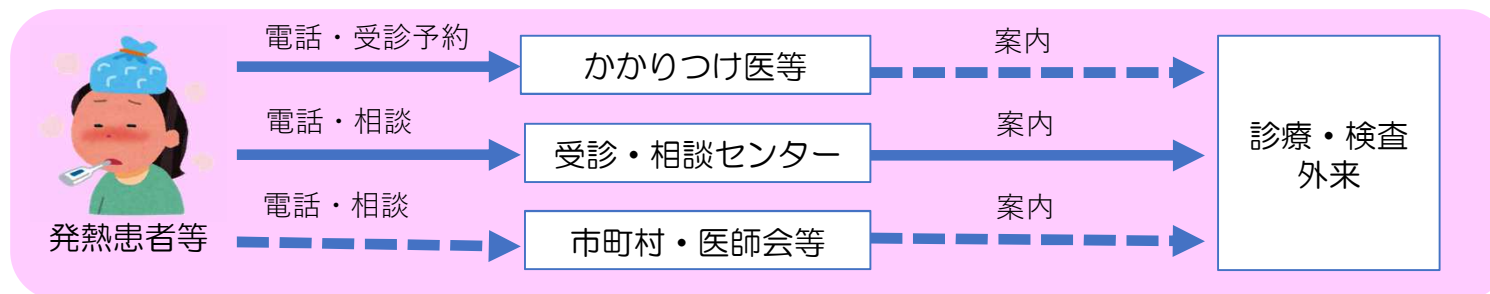 電話・受診予約
かかりつけ医等
案内
電話・相談
受診・相談センター
案内
診療・検査
外来
電話・相談
市町村・医師会等
案内
発熱患者等